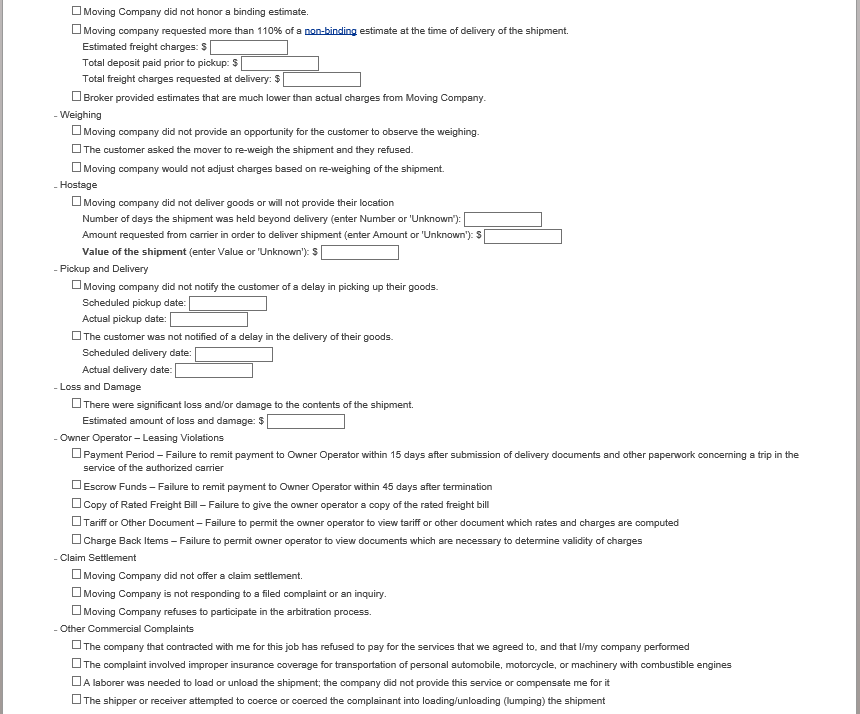 Moving Company did not honor a binding estimate.
Moving company requested more than 110% of a non-binding estimate at the time of delivery of the shipment.
Estimated freight charges: $
Total deposit paid prior to pickup: $
Total freight charges requested at delivery: $
Broker provided estimates that are much lower than actual charges from Moving Company.
- Weighing
Moving company did not provide an opportunity for the customer to observe the weighing.
The customer asked the mover to re-weigh the shipment and they refused.
Moving company would not adjust charges based on re-weighing of the shipment.
- Hostage
Moving company did not deliver goods or will not provide their location
Number of days the shipment was held beyond delivery (enter Number or 'Unknown'):
Amount requested from carrier in order to deliver shipment (enter Amount or 'Unknown'): $
Value of the shipment (enter Value or 'Unknown'): $
- Pickup and Delivery
Moving company did not notify the customer of a delay in picking up their goods.
Scheduled pickup date:
Actual pickup date:
The customer was not notified of a delay in the delivery of their goods.
Scheduled delivery date:
Actual delivery date:
- Loss and Damage
There were significant loss and/or damage to the contents of the shipment.
Estimated amount of loss and damage: $
- Owner Operator – Leasing Violations
Payment Period – Failure to remit payment to Owner Operator within 15 days after submission of delivery documents and other paperwork concerning a trip in the
service of the authorized carrier
Escrow Funds – Failure to remit payment to Owner Operator within 45 days after termination
Copy of Rated Freight Bill – Failure to give the owner operator a copy of the rated freight bill
Tariff or Other Document – Failure to permit the owner operator to view tariff or other document which rates and charges are computed
Charge Back Items – Failure to permit owner operator to view documents which are necessary to determine validity of charges
- Claim Settlement
Moving Company did not offer a claim settlement.
Moving Company is not responding to a filed complaint or an inquiry.
Moving Company refuses to participate in the arbitration process.
- Other Commercial Complaints
The company that contracted with me for this job has refused to pay for the services that we agreed to, and that I/my company performed
The complaint involved improper insurance coverage for transportation of personal automobile, motorcycle, or machinery with combustible engines
A laborer was needed to load or unload the shipment; the company did not provide this service or compensate me for it
The shipper or receiver attempted to coerce or coerced the complainant into loading/unloading (lumping) the shipment